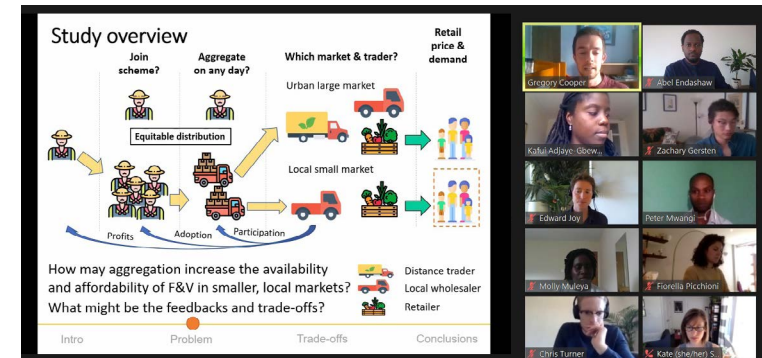 Study overview
Join
scheme?
Aggregate
on any day?
Which market & trader?
Retail
price &
demand
Urban large market
Equitable distribution
Local small market
Profits
Adoption
Participation
How may aggregation increase the availability
and affordability of F&V in smaller, local markets?
What might be the feedbacks and trade-offs?
Distance trader
Local wholesaler
Retailer
Intro
Problem
Trade-offs
Conclusions
Gregory Cooper
Abel Endashaw
Kafui Adjaye-Gbew...
Zachary Gersten
Edward Joy
Peter Mwangi
Molly Muleya
Fiorella Picchioni
Chris Turner
Kate (she/her) S...